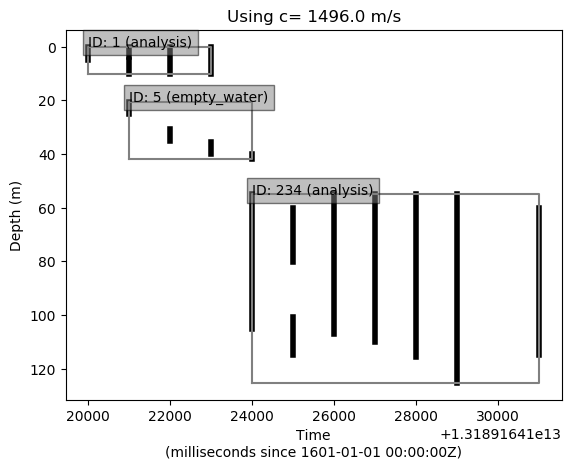 Using c= 1496.0 m/s
ID: 1 (analysis)
ID: 5 (empty_water)
ID: 234 (analysis)
Depth (m)
0
20
40
60
80
100
120
20000 22000 24000 26000 28000 30000
+1.31891641e13
Time
(milliseconds since 1601-01-01 00:00:00Z)